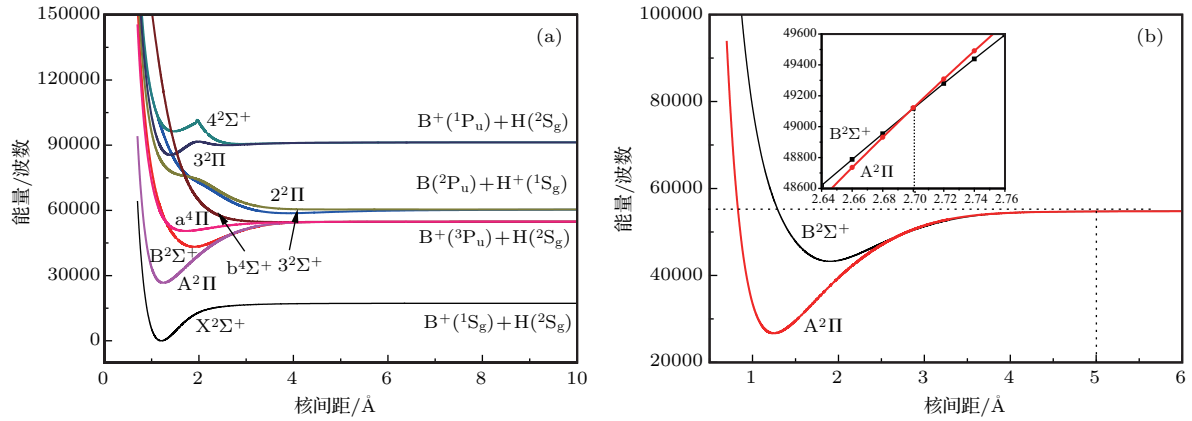 (a)
150000
120000
90000
60000
30000
0
能量/波数
4²Σ⁺
3²Π
2²Π
a⁴Π
B²Σ⁺
A²Π
b⁴Σ⁺
3²Σ⁺
X²Σ⁺
B⁺(¹Pᵤ)+H(²S_g)
B(²Pᵤ)+H⁺(¹S_g)
B⁺(³Pᵤ)+H(²S_g)
B⁺(¹S_g)+H(²S_g)
0 2 4 6 8 10
核间距/Å
(b)
100000
80000
60000
40000
20000
能量/波数
49600
49400
49200
49000
48800
48600
B²Σ⁺
A²Π
2.64 2.66 2.68 2.70 2.72 2.74 2.76
B²Σ⁺
A²Π
1 2 3 4 5 6
核间距/Å